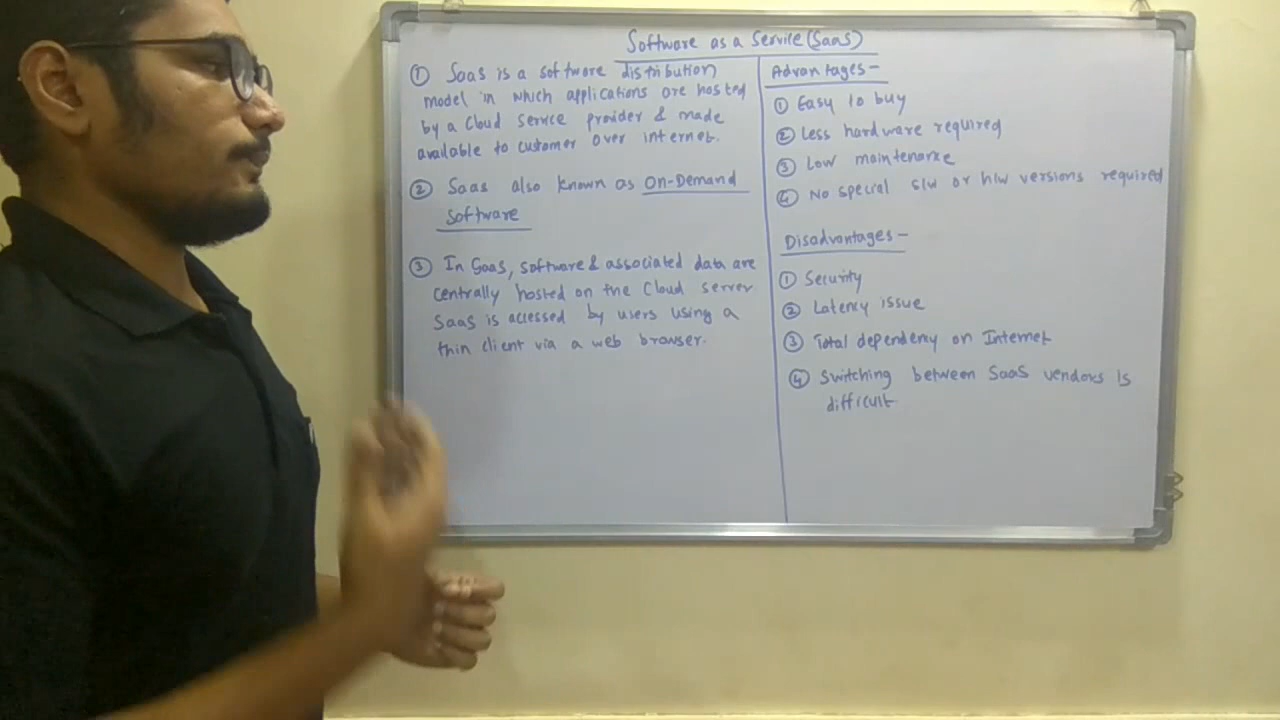 Software as a Service (SaaS)
① SaaS is a software distribution
model in which applications are hosted
by a Cloud Service provider & made
available to customer over internet.
② SaaS also known as On-Demand
Software
③ In SaaS, software & associated data are
centrally hosted on the cloud server
SaaS is accessed by users using a
thin client via a web browser.
Advantages-
① Easy to buy
② Less hardware required
③ Low maintenance
④ No special s/w or h/w versions required
Disadvantages-
① Security
② Latency issue
③ Total dependency on Internet
④ Switching between SaaS vendors is
difficult.